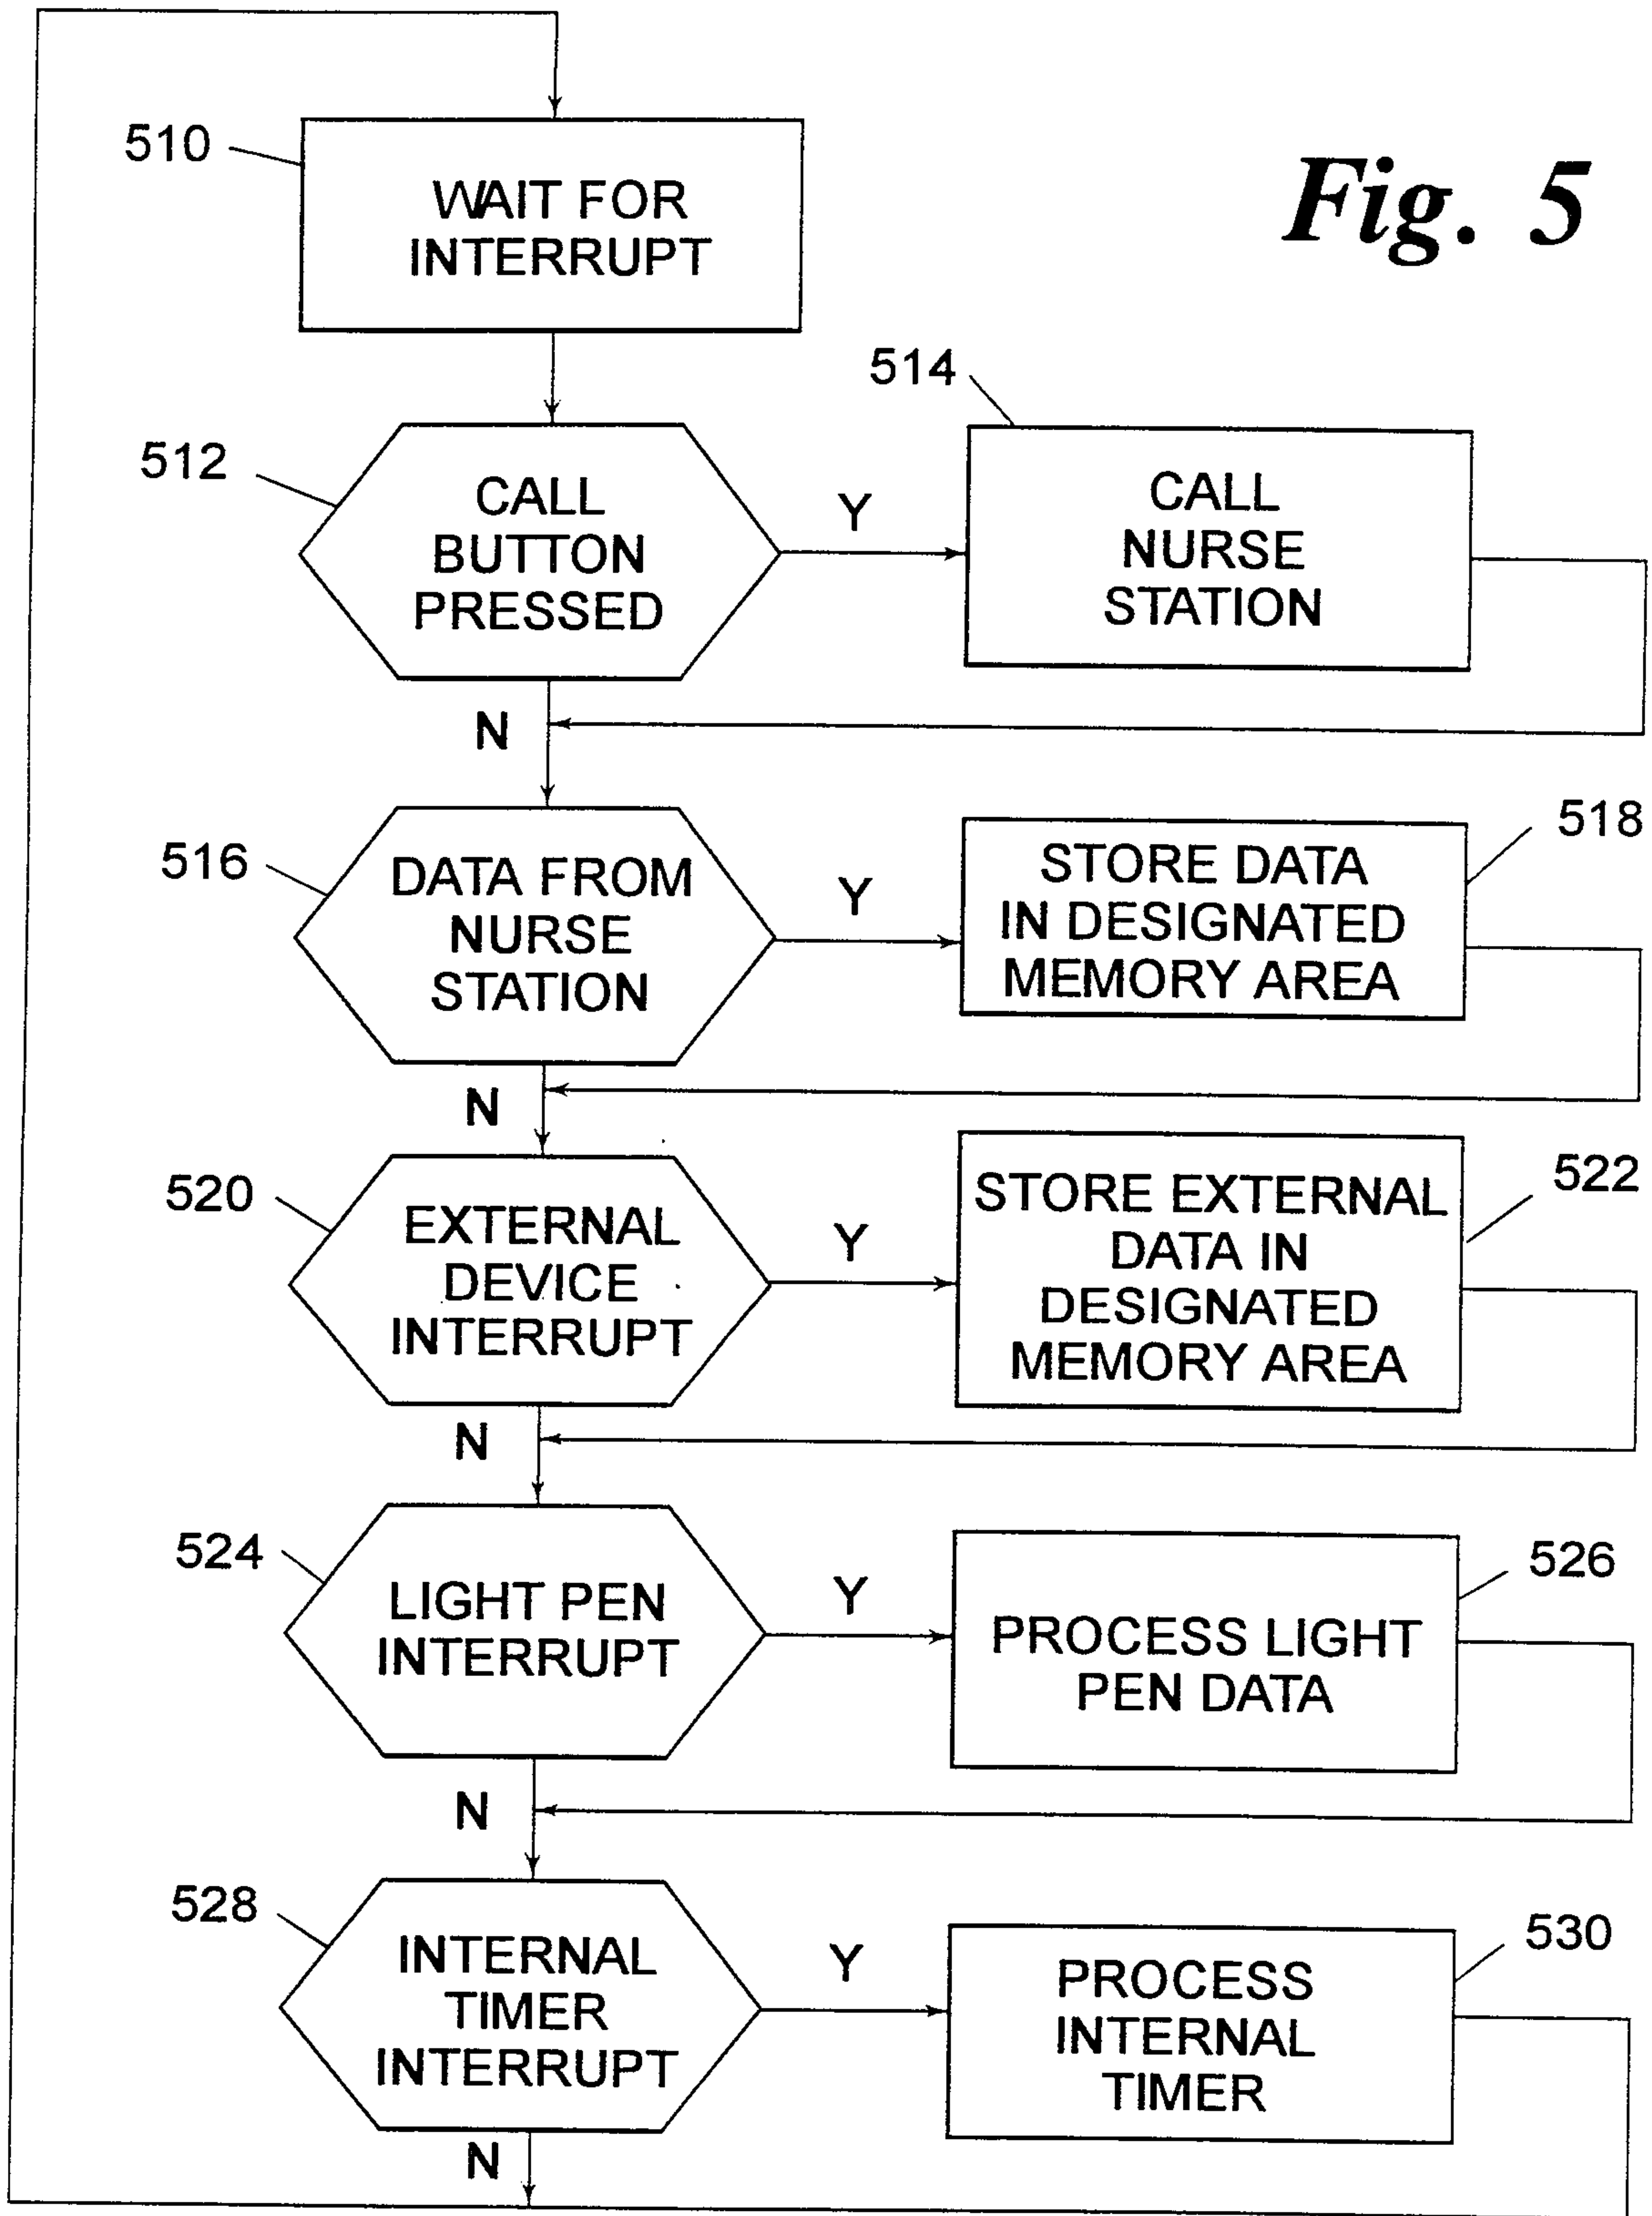 Fig. 5
510
WAIT FOR
INTERRUPT
512
CALL
BUTTON
PRESSED
Y
514
CALL
NURSE
STATION
N
516
DATA FROM
NURSE
STATION
Y
518
STORE DATA
IN DESIGNATED
MEMORY AREA
N
520
EXTERNAL
DEVICE
INTERRUPT
Y
522
STORE EXTERNAL
DATA IN
DESIGNATED
MEMORY AREA
N
524
LIGHT PEN
INTERRUPT
Y
526
PROCESS LIGHT
PEN DATA
N
528
INTERNAL
TIMER
INTERRUPT
Y
530
PROCESS
INTERNAL
TIMER
N